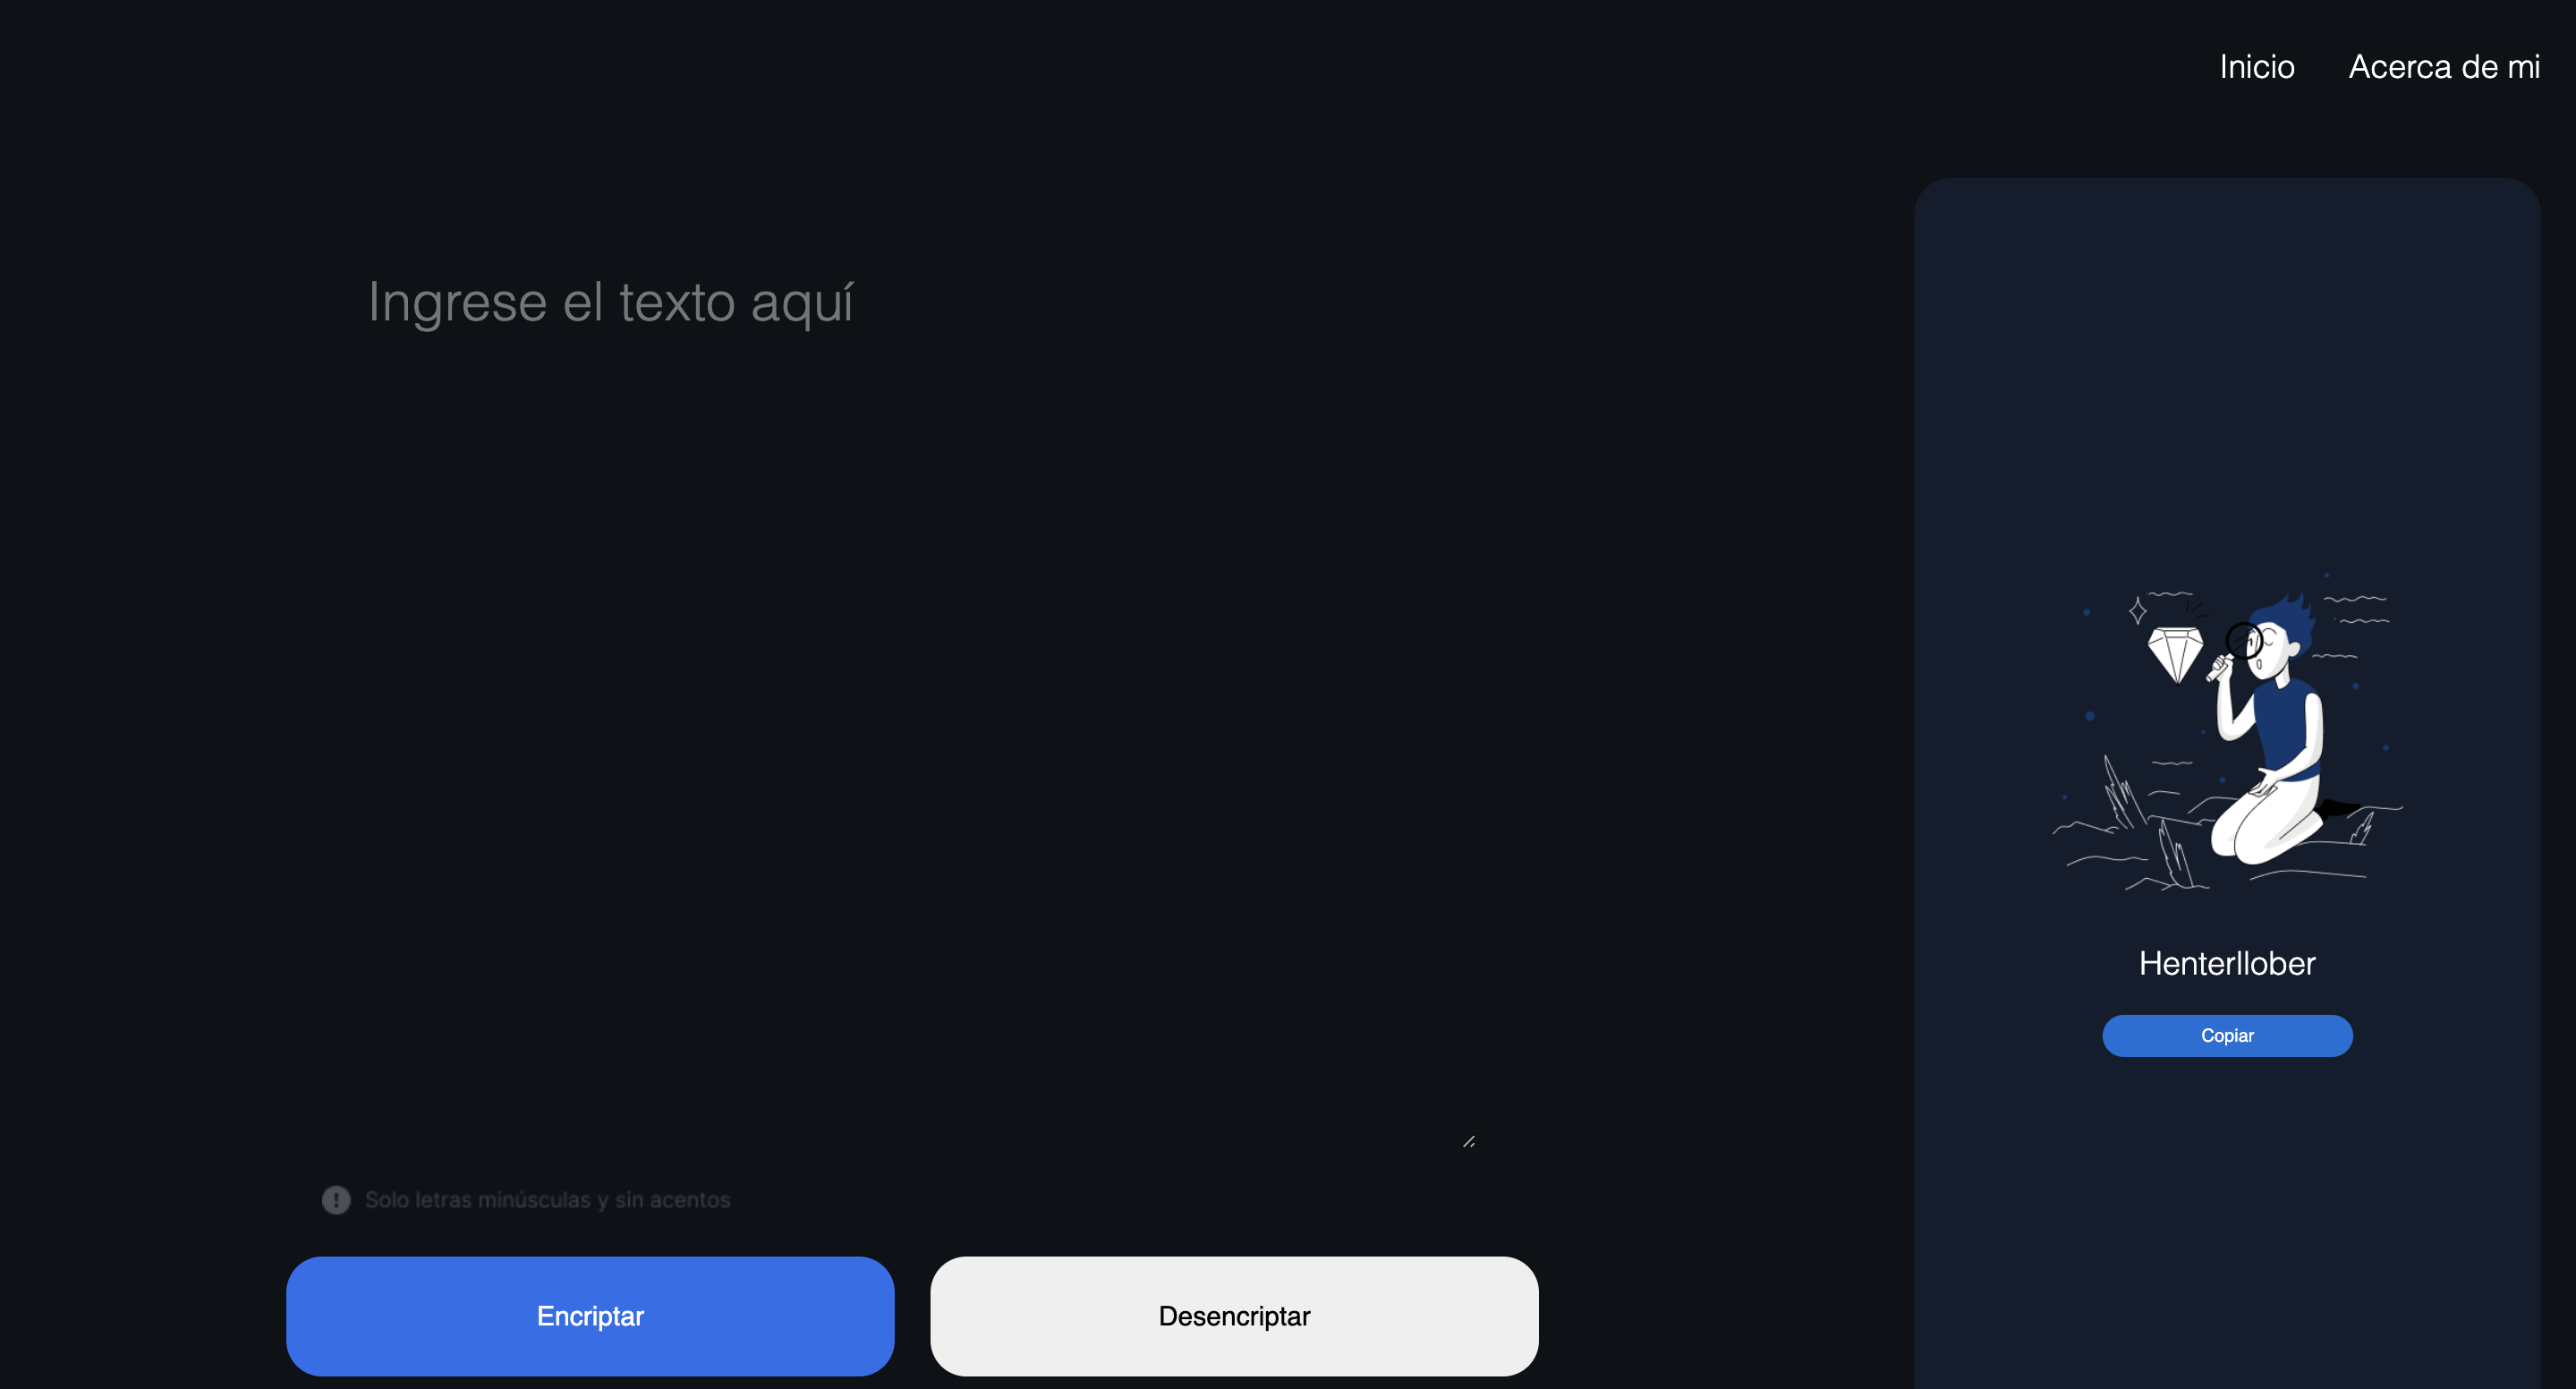 Inicio Acerca de mi
Ingrese el texto aquí
Henterllober
Copiar
Solo letras minúsculas y sin acentos
Encriptar Desencriptar